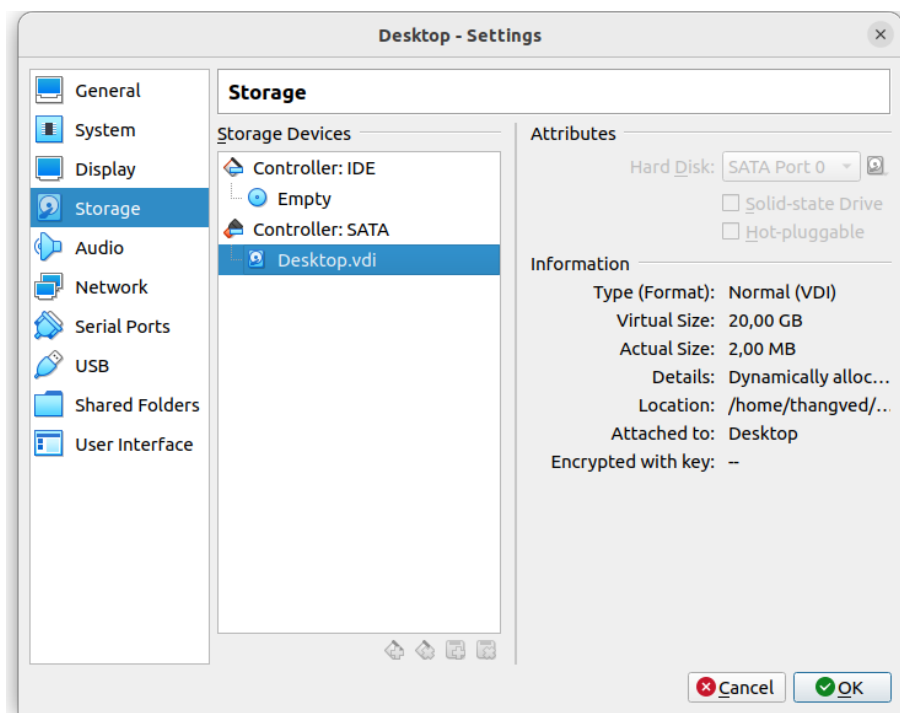 Desktop - Settings
General
System
Display
Storage
Audio
Network
Serial Ports
USB
Shared Folders
User Interface
Storage
Storage Devices
Controller: IDE
Empty
Controller: SATA
Desktop.vdi
Attributes
Hard Disk: SATA Port 0
Solid-state Drive
Hot-pluggable
Information
Type (Format): Normal (VDI)
Virtual Size: 20,00 GB
Actual Size: 2,00 MB
Details: Dynamically alloc...
Location: /home/thangved/...
Attached to: Desktop
Encrypted with key: --
Cancel OK